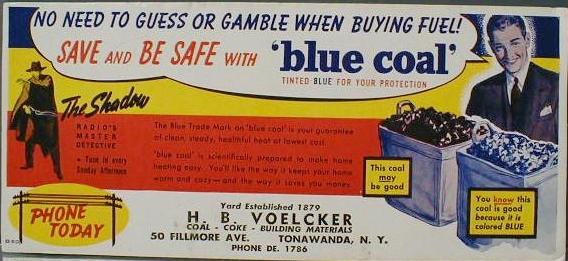 NO NEED TO GUESS OR GAMBLE WHEN BUYING FUEL!
SAVE AND BE SAFE WITH 'blue coal'
TINTED BLUE FOR YOUR PROTECTION
The Shadow
RADIO'S
MASTER
DETECTIVE
• Tune in every
Sunday Afternoon
The Blue Trade Mark on 'blue coal' is your guarantee
of clean, steady, healthful heat at lowest cost.
'blue coal' is scientifically prepared to make home
heating easy. You'll like the way it keeps your home
warm and cozy—and the way it saves you money.
This coal
may be
good
You know this
coal is good
because it is
colored BLUE
PHONE
TODAY
Yard Established 1879
H. B. VOELCKER
COAL - COKE - BUILDING MATERIALS
50 FILLMORE AVE. TONAWANDA, N. Y.
PHONE DE. 1786